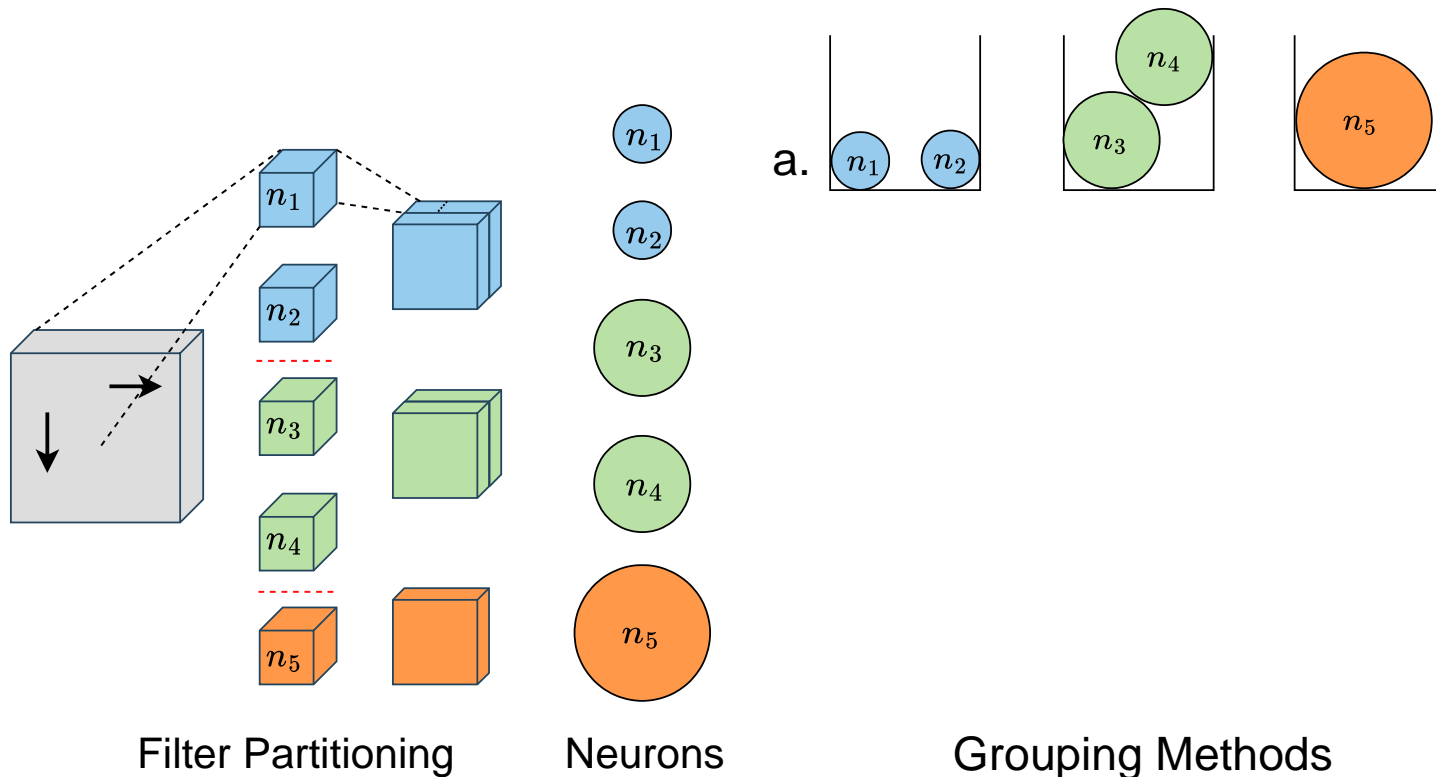 n₁
n₂
n₃
n₄
n₅
Filter Partitioning
n₁
n₂
n₃
n₄
n₅
Neurons
a.
n₁
n₂
n₃
n₄
n₅
Grouping Methods